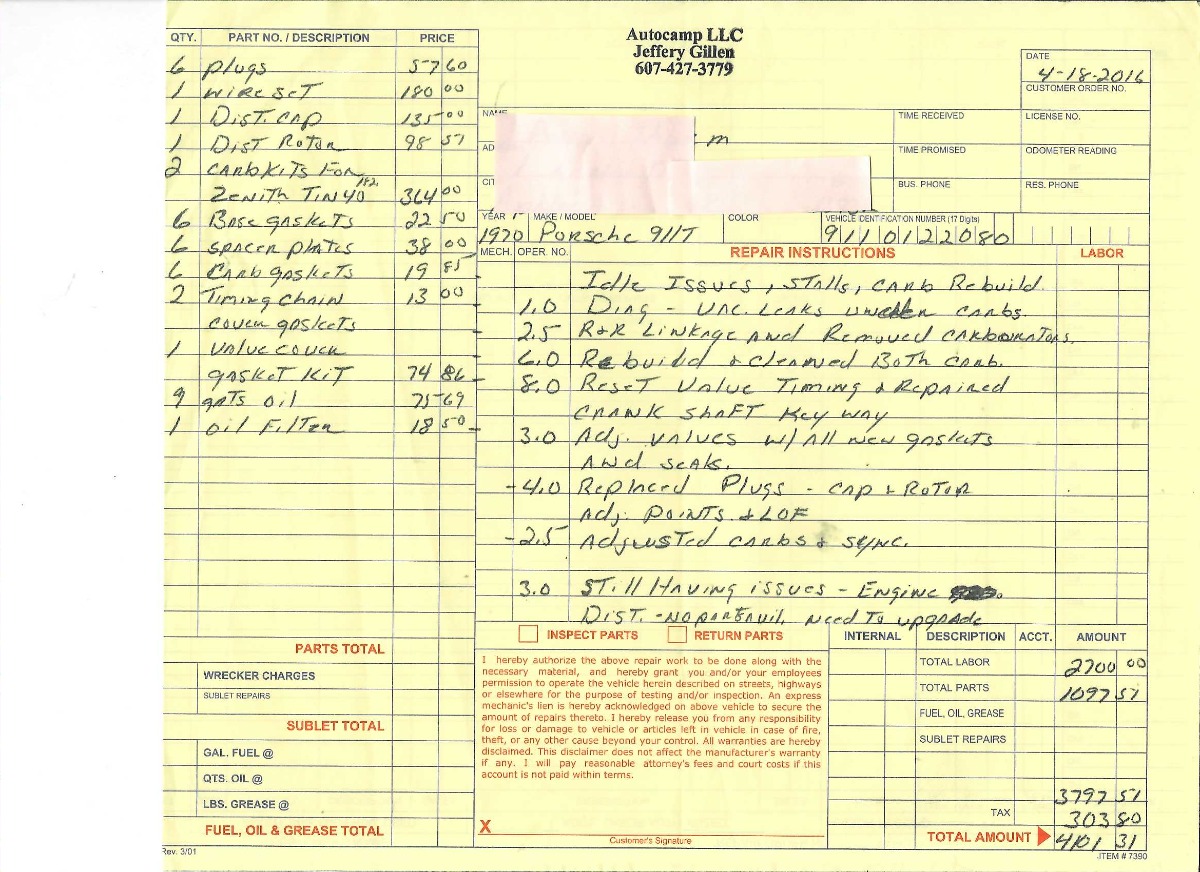 Autocamp LLC
Jeffery Gillen
607-427-3779
DATE
4-18-2016
CUSTOMER ORDER NO.
QTY. PART NO. / DESCRIPTION PRICE
6 plugs 57 60
1 wire set 180 00
1 Dist. cap 135 00
1 Dist Rotor 98 51
2 carb kits For
Zenith TIN 40 182. 364 00
6 Base gaskets 22 50
6 spacer plates 38 00
6 Carb gaskets 19 85
2 Timing chain 13 00
cover gaskets
1 Valve cover
gasket kit 74 86
9 qats oil 75 69
1 oil Filter 18 50
PARTS TOTAL
WRECKER CHARGES
SUBLET REPAIRS
SUBLET TOTAL
GAL. FUEL @
QTS. OIL @
LBS. GREASE @
FUEL, OIL & GREASE TOTAL
Rev. 3/01
NAME
AD
CIT
m
TIME RECEIVED LICENSE NO.
TIME PROMISED ODOMETER READING
BUS. PHONE RES. PHONE
YEAR MAKE / MODEL COLOR VEHICLE IDENTIFICATION NUMBER (17 Digits)
1970 Porsche 911T 9110122080
MECH. OPER. NO. REPAIR INSTRUCTIONS LABOR
Idle Issues, stalls, carb Rebuild.
1.0 Diag - vac. Leaks under carbs.
2.5 R&R Linkage and Removed carborators.
6.0 Rebuild & cleanned Both carb.
8.0 Reset Valve Timing & Repaired
crank shaft key way
3.0 Adj. valves w/ All new gaskets
and seals.
-4.0 Replaced Plugs - cap & Rotor
Adj. Points & LOF
-2.5 Adjusted carbs & sync.
3.0 Still Having issues - Engine
Dist. - no part Avail. need To upgrade
INSPECT PARTS RETURN PARTS
I hereby authorize the above repair work to be done along with the
necessary material, and hereby grant you and/or your employees
permission to operate the vehicle herein described on streets, highways
or elsewhere for the purpose of testing and/or inspection. An express
mechanic's lien is hereby acknowledged on above vehicle to secure the
amount of repairs thereto. I hereby release you from any responsibility
for loss or damage to vehicle or articles left in vehicle in case of fire,
theft, or any other cause beyond your control. All warranties are hereby
disclaimed. This disclaimer does not affect the manufacturer's warranty
if any. I will pay reasonable attorney's fees and court costs if this
account is not paid within terms.
X
Customer's Signature
INTERNAL DESCRIPTION ACCT. AMOUNT
TOTAL LABOR 2700 00
TOTAL PARTS 1097 51
FUEL, OIL, GREASE
SUBLET REPAIRS
3797 51
TAX 303 80
TOTAL AMOUNT 4101 31
ITEM # 7390